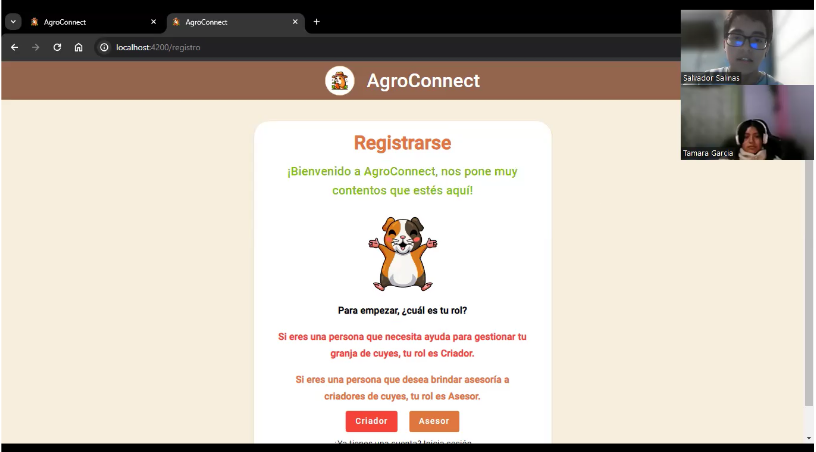 AgroConnect
AgroConnect
localhost:4200/registro
AgroConnect
Salvador Salinas
Tamara Garcia
Registrarse
¡Bienvenido a AgroConnect, nos pone muy
contentos que estés aquí!
Para empezar, ¿cuál es tu rol?
Si eres una persona que necesita ayuda para gestionar tu
granja de cuyes, tu rol es Criador.
Si eres una persona que desea brindar asesoría a
criadores de cuyes, tu rol es Asesor.
Criador Asesor
¿Ya tienes una cuenta? Inicia sesión